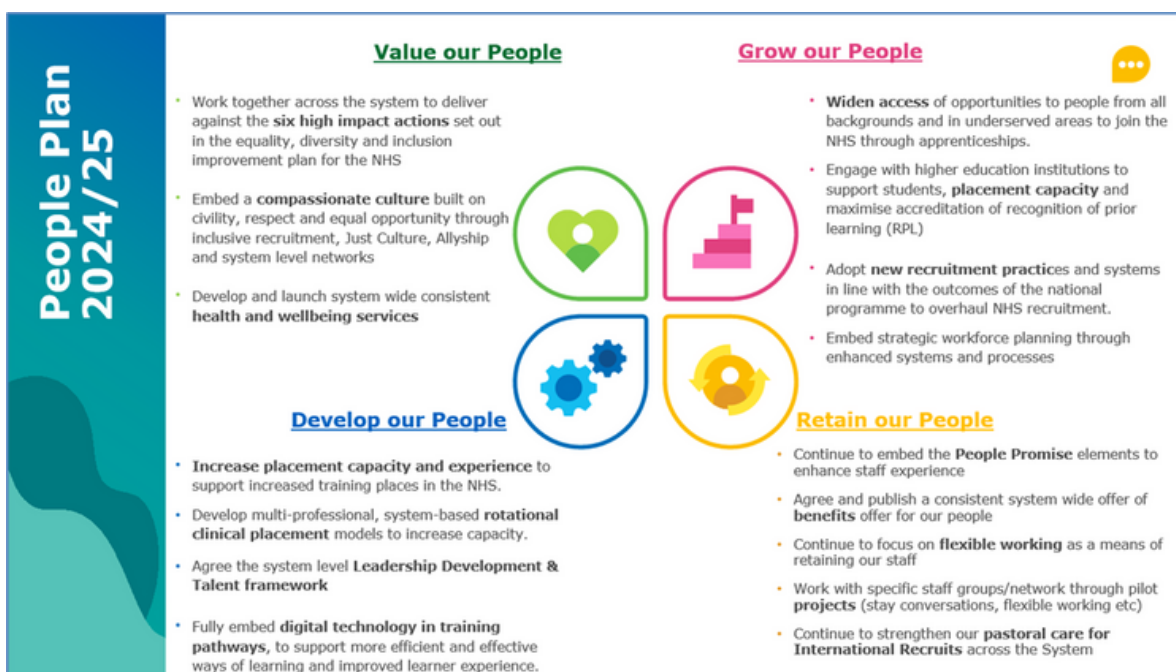 People Plan
2024/25
Value our People
Work together across the system to deliver
against the six high impact actions set out
in the equality, diversity and inclusion
improvement plan for the NHS
Embed a compassionate culture built on
civility, respect and equal opportunity through
inclusive recruitment, Just Culture, Allyship
and system level networks
Develop and launch system wide consistent
health and wellbeing services
Grow our People
Widen access of opportunities to people from all
backgrounds and in underserved areas to join the
NHS through apprenticeships.
Engage with higher education institutions to
support students, placement capacity and
maximise accreditation of recognition of prior
learning (RPL)
Adopt new recruitment practices and systems
in line with the outcomes of the national
programme to overhaul NHS recruitment.
Embed strategic workforce planning through
enhanced systems and processes
Develop our People
Increase placement capacity and experience to
support increased training places in the NHS.
Develop multi-professional, system-based rotational
clinical placement models to increase capacity.
Agree the system level Leadership Development &
Talent framework
Fully embed digital technology in training
pathways, to support more efficient and effective
ways of learning and improved learner experience.
Retain our People
Continue to embed the People Promise elements to
enhance staff experience
Agree and publish a consistent system wide offer of
benefits offer for our people
Continue to focus on flexible working as a means of
retaining our staff
Work with specific staff groups/network through pilot
projects (stay conversations, flexible working etc)
Continue to strengthen our pastoral care for
International Recruits across the System